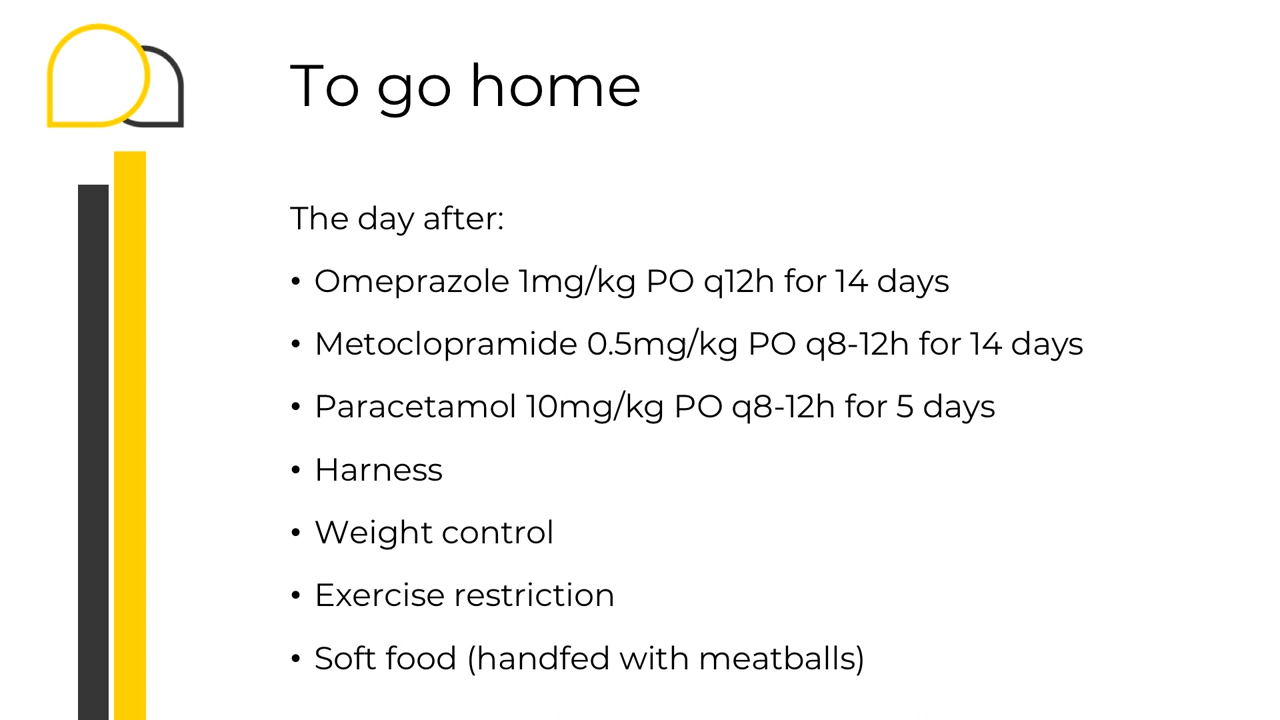 To go home
The day after:
• Omeprazole 1mg/kg PO q12h for 14 days
• Metoclopramide 0.5mg/kg PO q8-12h for 14 days
• Paracetamol 10mg/kg PO q8-12h for 5 days
• Harness
• Weight control
• Exercise restriction
• Soft food (handfed with meatballs)